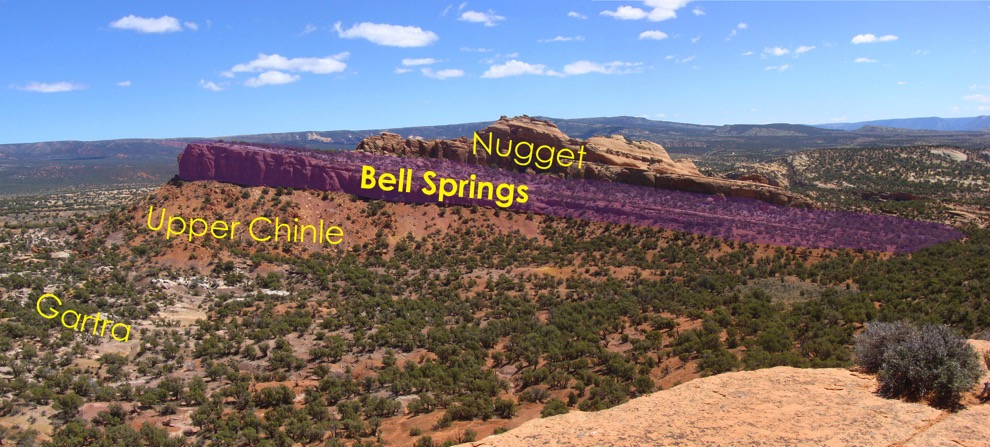 Nugget
Bell Springs
Upper Chinle
Gartra